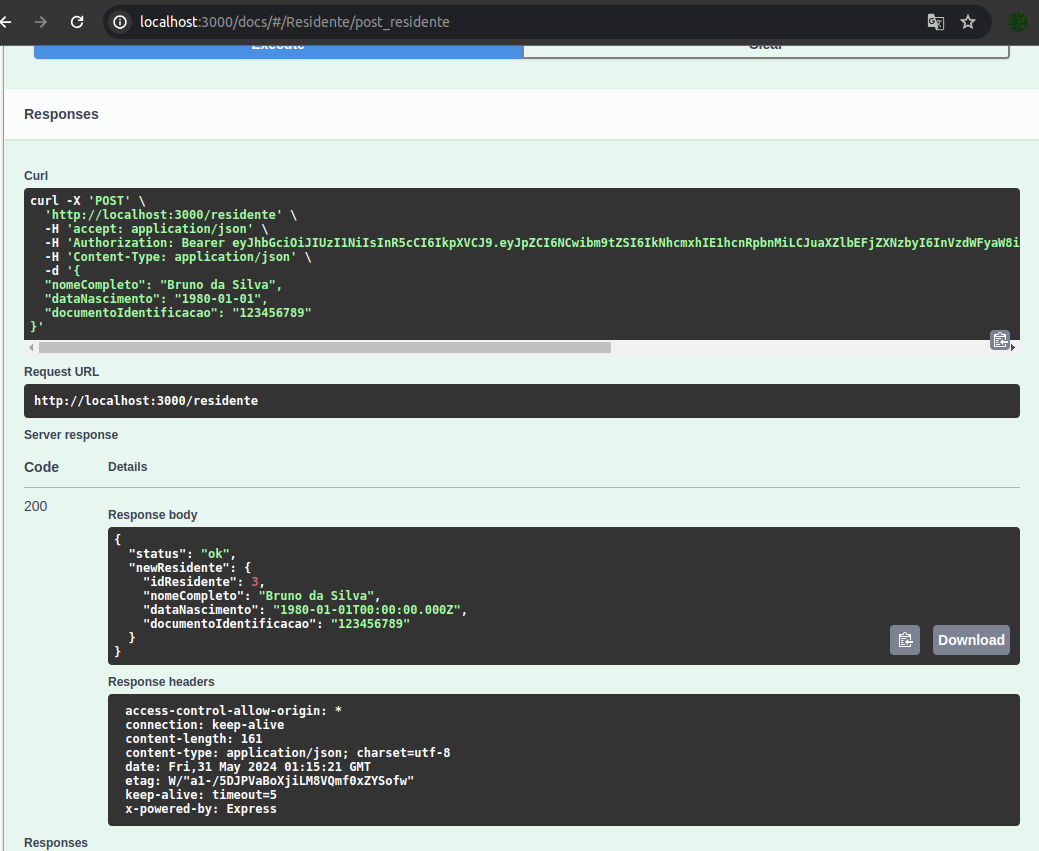 localhost:3000/docs/#/Residente/post_residente
Execute
Clear
Responses
Curl
curl -X 'POST' \
'http://localhost:3000/residente' \
-H 'accept: application/json' \
-H 'Authorization: Bearer eyJhbGciOiJIUzI1NiIsInR5cCI6IkpXVCJ9.eyJpZCI6NCwibm9tZSI6IkNhcmxhIE1hcnRpbnMiLCJuaXZlbEFjZXNzbyI6InVzdWFyaW8i
-H 'Content-Type: application/json' \
-d '{
"nomeCompleto": "Bruno da Silva",
"dataNascimento": "1980-01-01",
"documentoIdentificacao": "123456789"
}'
Request URL
http://localhost:3000/residente
Server response
Code
Details
200
Response body
{
"status": "ok",
"newResidente": {
"idResidente": 3,
"nomeCompleto": "Bruno da Silva",
"dataNascimento": "1980-01-01T00:00:00.000Z",
"documentoIdentificacao": "123456789"
}
}
Download
Response headers
access-control-allow-origin: *
connection: keep-alive
content-length: 161
content-type: application/json; charset=utf-8
date: Fri,31 May 2024 01:15:21 GMT
etag: W/"a1-/5DJPVaBoXjiLM8VQmf0xZYSofw"
keep-alive: timeout=5
x-powered-by: Express
Responses